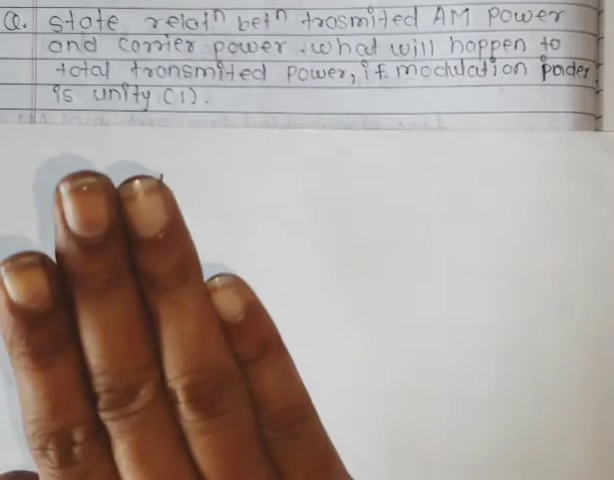 Q. state relatⁿ betⁿ trasmited AM power
and carrier power. what will happen to
total transmited power, if modulation
is unity (1).